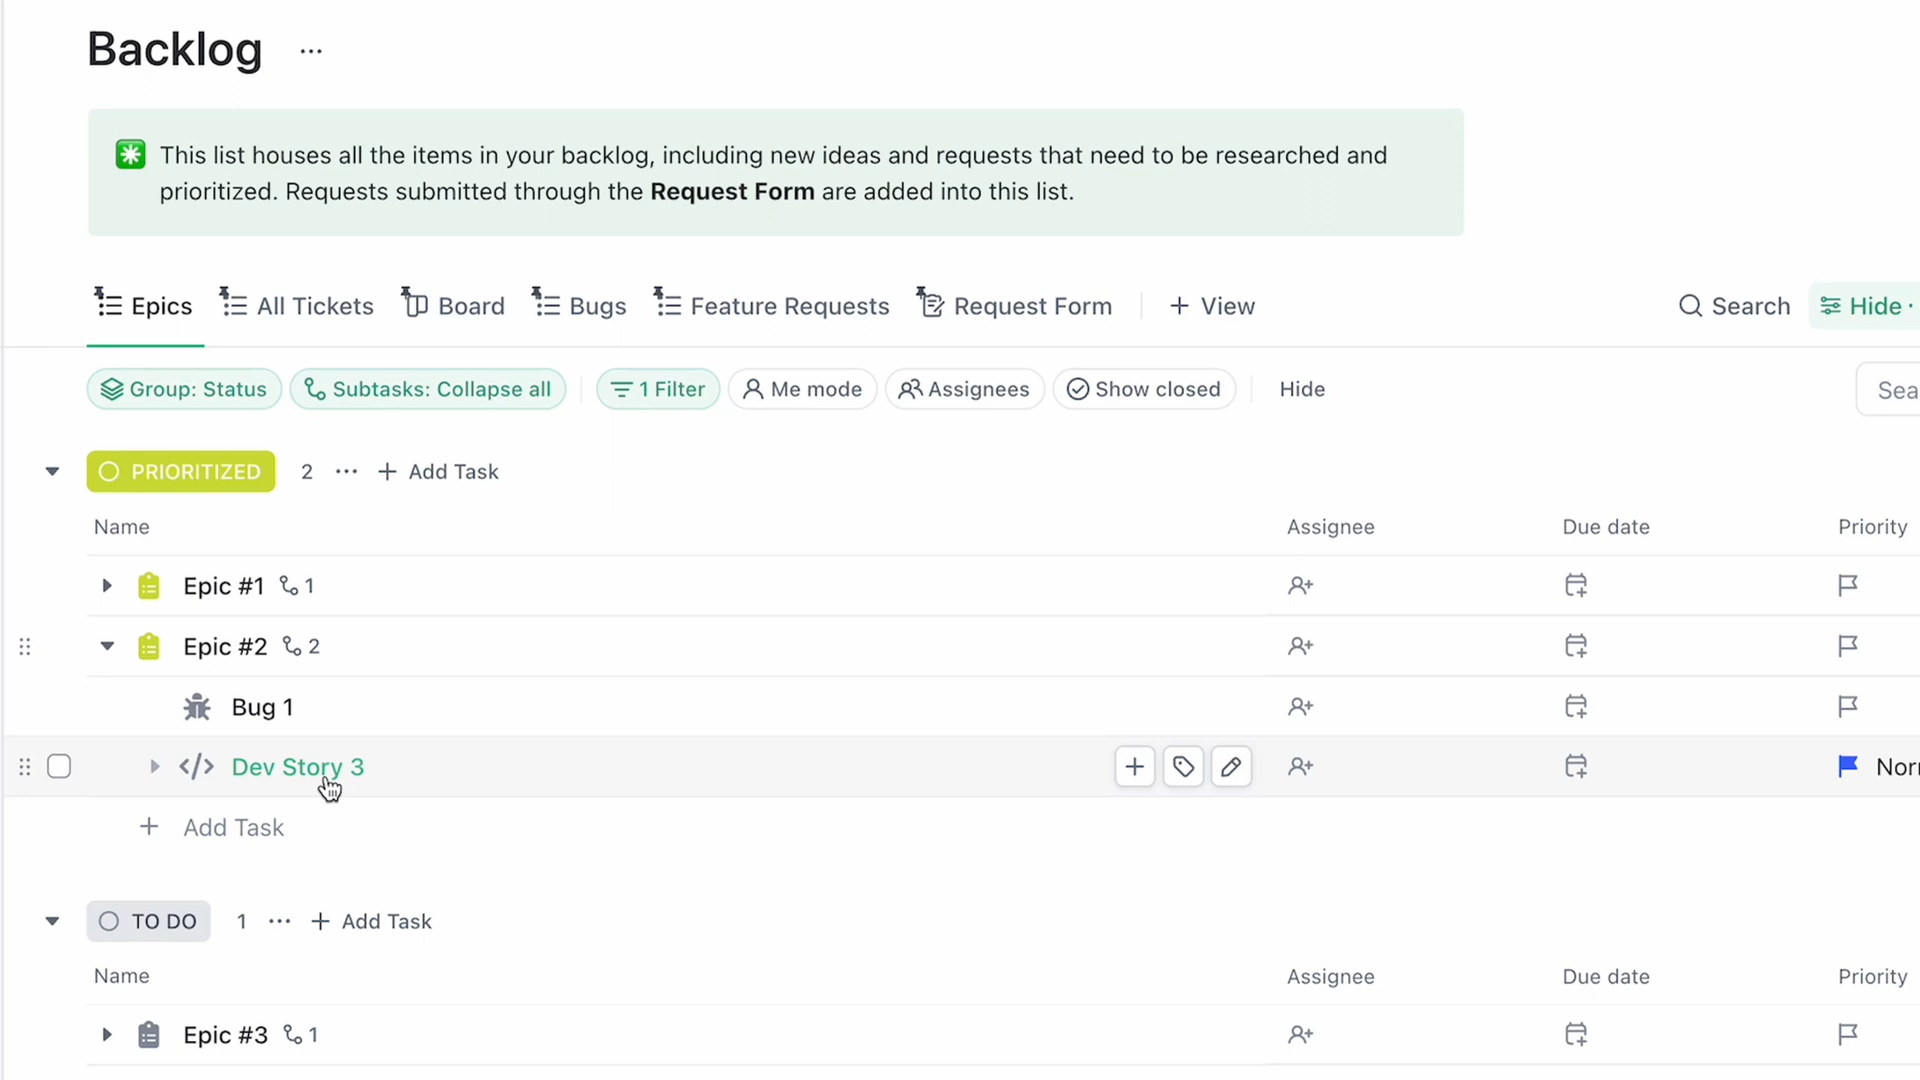 Backlog ...
This list houses all the items in your backlog, including new ideas and requests that need to be researched and
prioritized. Requests submitted through the Request Form are added into this list.
Epics All Tickets Board Bugs Feature Requests Request Form + View Search Hide ·
Group: Status Subtasks: Collapse all 1 Filter Me mode Assignees Show closed Hide Sea
PRIORITIZED 2 ... + Add Task
Name Assignee Due date Priority
Epic #1 1
Epic #2 2
Bug 1
</> Dev Story 3 Nor
+ Add Task
TO DO 1 ... + Add Task
Name Assignee Due date Priority
Epic #3 1